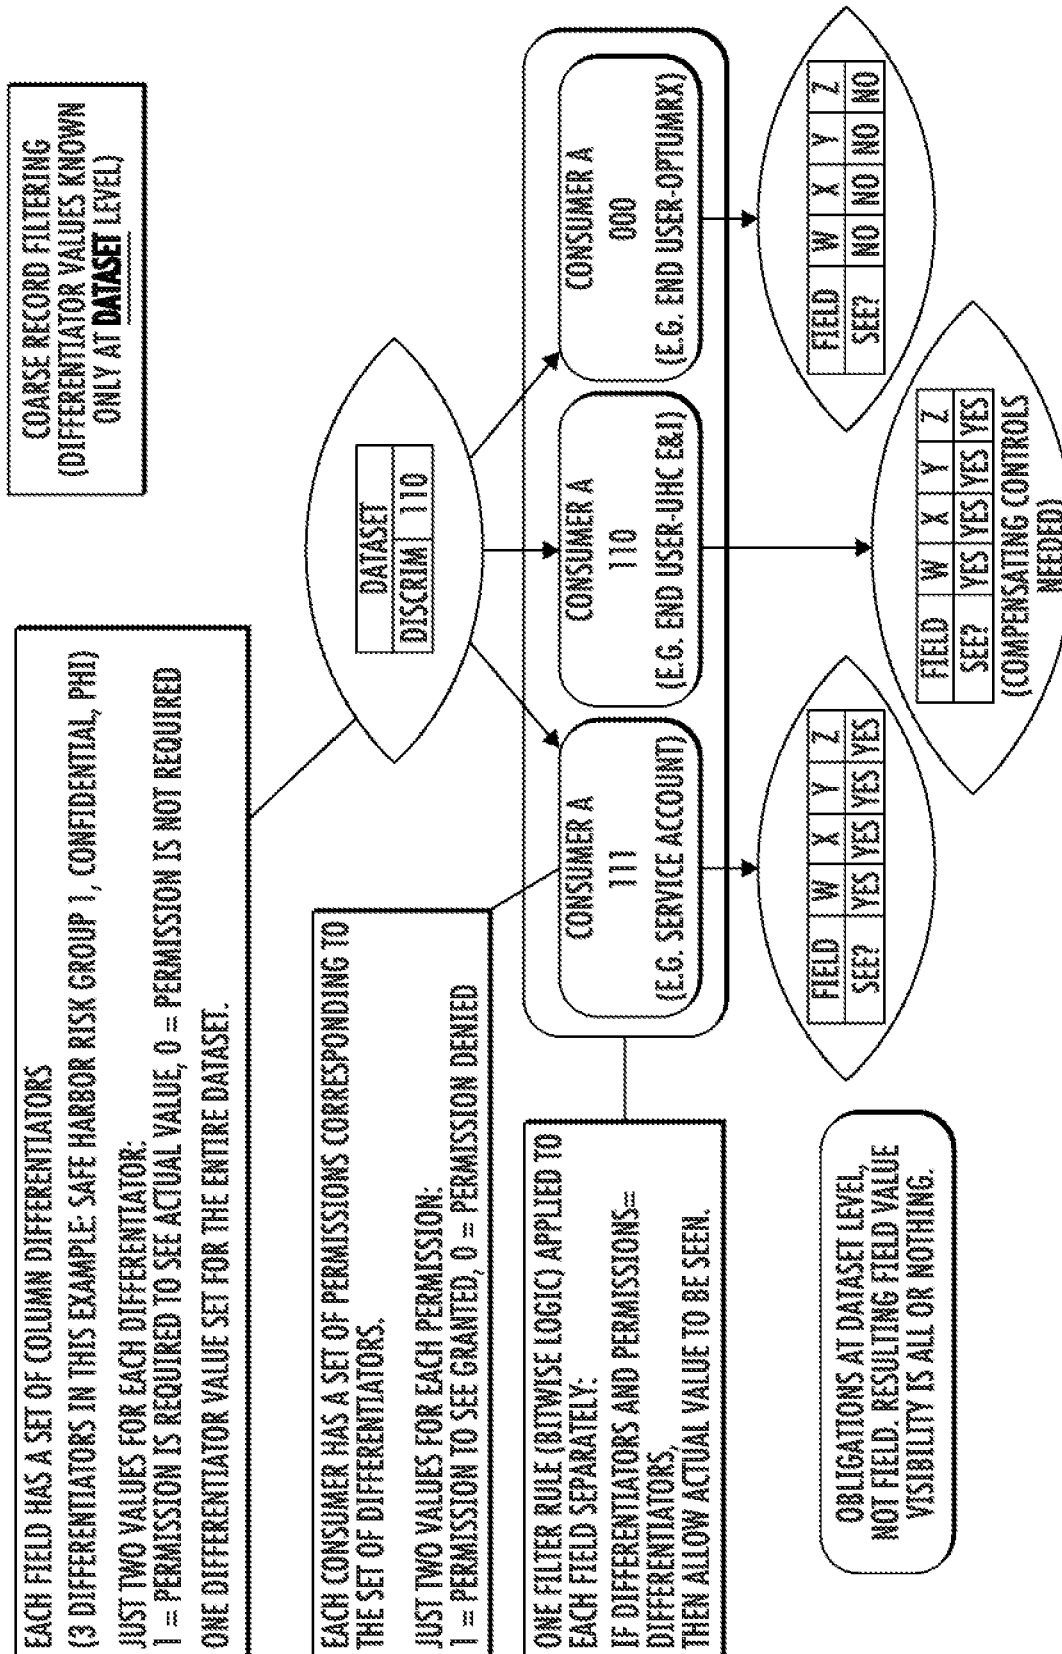 COARSE RECORD FILTERING
(DIFFERENTIATOR VALUES KNOWN
ONLY AT DATASET LEVEL)
EACH FIELD HAS A SET OF COLUMN DIFFERENTIATORS
(3 DIFFERENTIATORS IN THIS EXAMPLE: SAFE HARBOR RISK GROUP 1, CONFIDENTIAL, PHI)
JUST TWO VALUES FOR EACH DIFFERENTIATOR:
1 = PERMISSION IS REQUIRED TO SEE ACTUAL VALUE, 0 = PERMISSION IS NOT REQUIRED
ONE DIFFERENTIATOR VALUE SET FOR THE ENTIRE DATASET.
DATASET
DISCRIM 110
EACH CONSUMER HAS A SET OF PERMISSIONS CORRESPONDING TO
THE SET OF DIFFERENTIATORS.
JUST TWO VALUES FOR EACH PERMISSION:
1 = PERMISSION TO SEE GRANTED, 0 = PERMISSION DENIED
ONE FILTER RULE (BITWISE LOGIC) APPLIED TO
EACH FIELD SEPARATELY:
IF DIFFERENTIATORS AND PERMISSIONS=
DIFFERENTIATORS,
THEN ALLOW ACTUAL VALUE TO BE SEEN.
CONSUMER A
111
(E.G. SERVICE ACCOUNT)
CONSUMER A
110
(E.G. END USER-UHC E&I)
CONSUMER A
000
(E.G. END USER-OPTUMRX)
OBLIGATIONS AT DATASET LEVEL,
NOT FIELD. RESULTING FIELD VALUE
VISIBILITY IS ALL OR NOTHING.
FIELD W X Y Z
SEE? YES YES YES YES
FIELD W X Y Z
SEE? YES YES YES YES
(COMPENSATING CONTROLS
NEEDED)
FIELD W X Y Z
SEE? NO NO NO NO